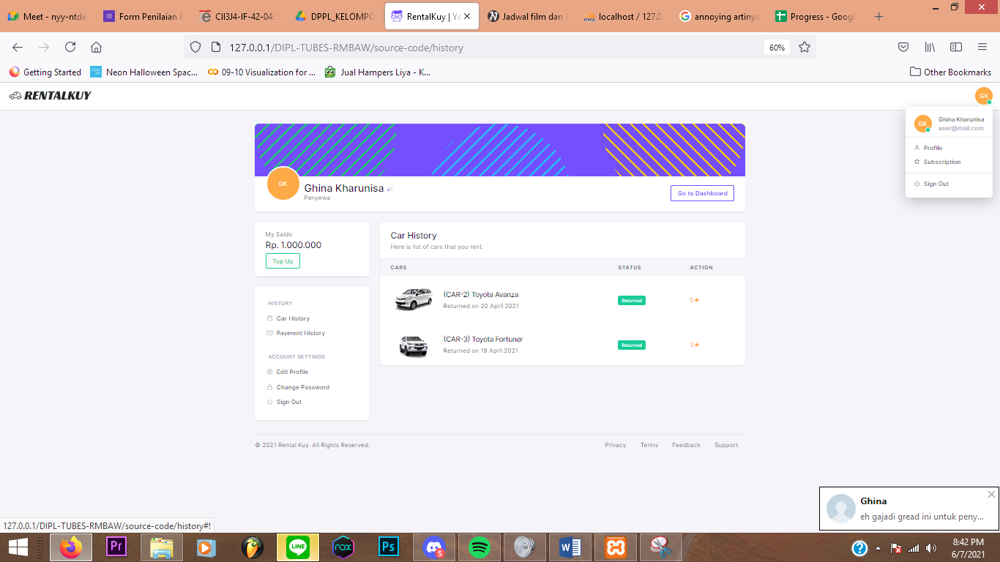 Meet - nyy-ntde
Form Penilaian P
CII3J4-IF-42-04: S
DPPL_KELOMPO
RentalKuy | Yo
Jadwal film dan
localhost / 127.0.
annoying artinya
Progress - Googl
127.0.0.1/DIPL-TUBES-RMBAW/source-code/history
60%
Getting Started
Neon Halloween Spac...
09-10 Visualization for ...
Jual Hampers Liya - K...
Other Bookmarks
RENTALKUY
GK
GK
Ghina Kharunisa
user@mail.com
Profile
Subscription
Sign Out
GK
Ghina Kharunisa
Penyewa
Go to Dashboard
My Saldo
Rp. 1.000.000
Top Up
HISTORY
Car History
Payment History
ACCOUNT SETTINGS
Edit Profile
Change Password
Sign Out
Car History
Here is list of cars that you rent.
CARS STATUS ACTION
(CAR-2) Toyota Avanza
Returned on 20 April 2021
Returned
5★
(CAR-3) Toyota Fortuner
Returned on 19 April 2021
Returned
3★
© 2021 Rental Kuy. All Rights Reserved.
Privacy Terms Feedback Support
Ghina
eh gajadi gread ini untuk peny...
127.0.0.1/DIPL-TUBES-RMBAW/source-code/history#!
Pr
LINE
nox
Ps
5
W
8:42 PM
6/7/2021